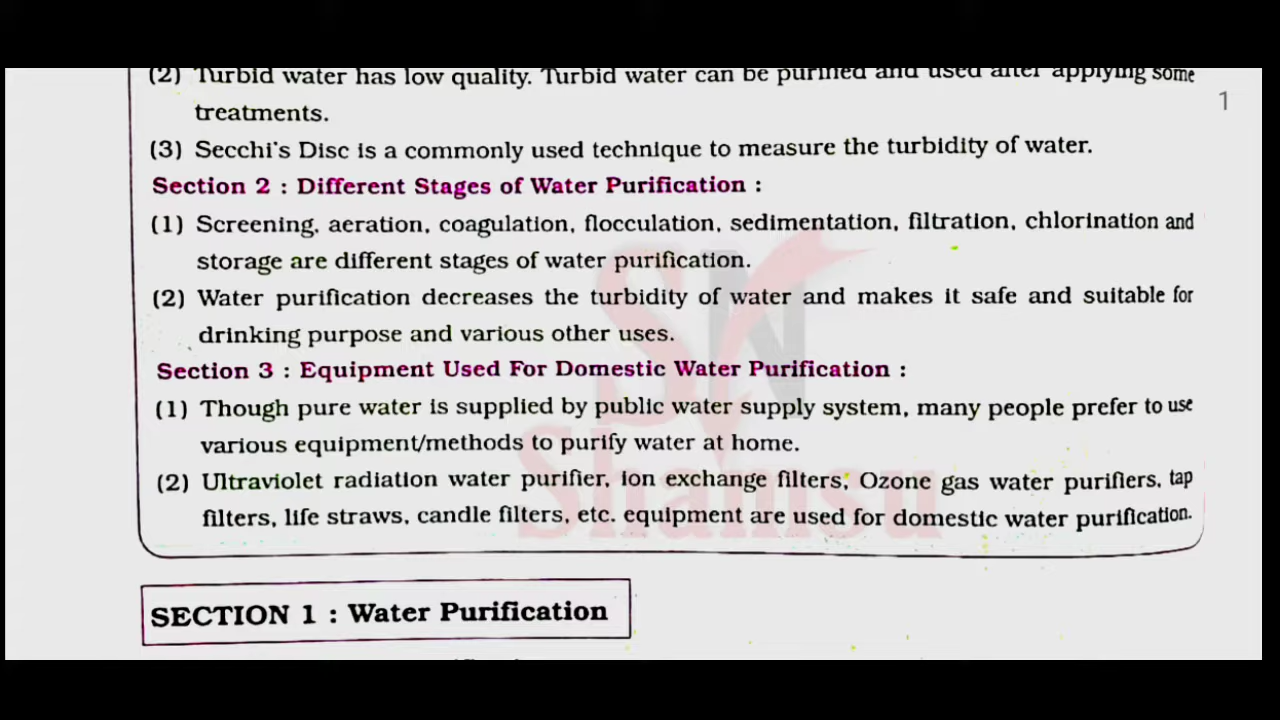 (2) Turbid water has low quality. Turbid water can be purified and used after applying some
treatments.
1
(3) Secchi's Disc is a commonly used technique to measure the turbidity of water.
Section 2 : Different Stages of Water Purification :
(1) Screening, aeration, coagulation, flocculation, sedimentation, filtration, chlorination and
storage are different stages of water purification.
(2) Water purification decreases the turbidity of water and makes it safe and suitable for
drinking purpose and various other uses.
Section 3 : Equipment Used For Domestic Water Purification :
(1) Though pure water is supplied by public water supply system, many people prefer to use
various equipment/methods to purify water at home.
(2) Ultraviolet radiation water purifier, Ion exchange filters, Ozone gas water purifiers, tap
filters, life straws, candle filters, etc. equipment are used for domestic water purification.
SN
Shamsu
SECTION 1 : Water Purification